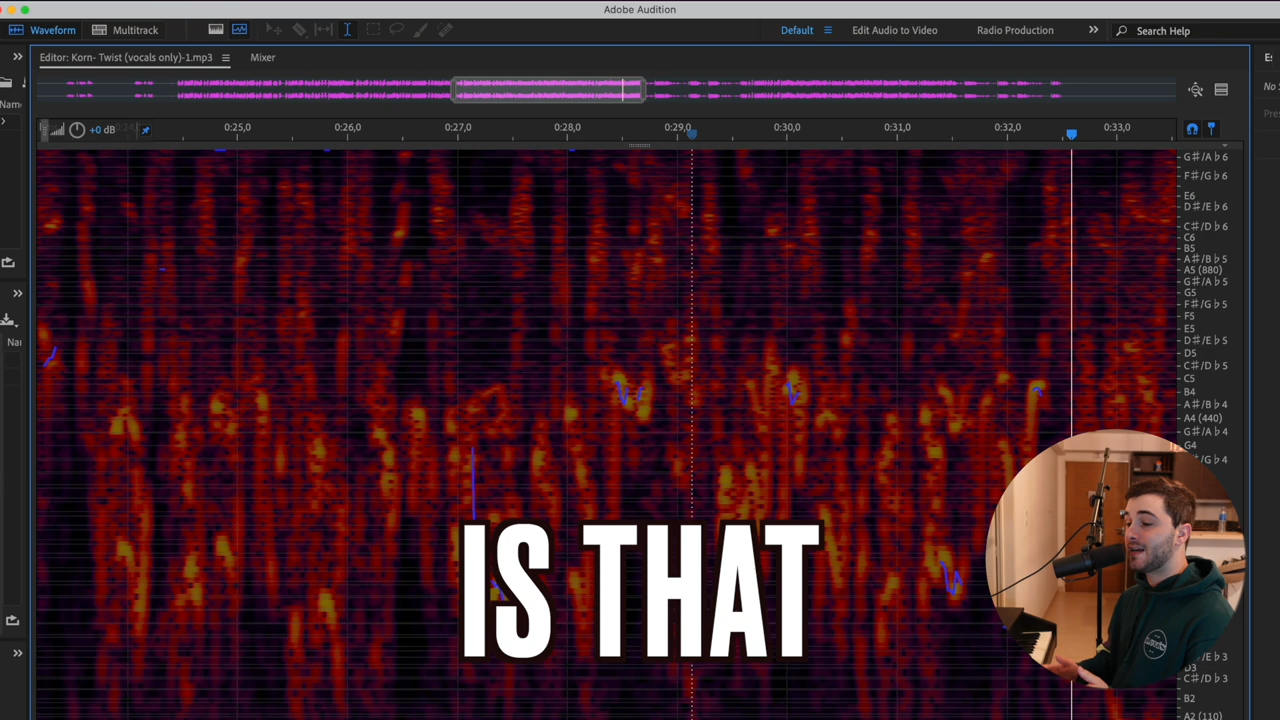 Adobe Audition
Waveform
Multitrack
Default
Edit Audio to Video
Radio Production
Search Help
Editor: Korn- Twist (vocals only)-1.mp3
Mixer
+0 dB
0:25,0
0:26,0
0:27,0
0:28,0
0:29,0
0:30,0
0:31,0
0:32,0
0:33,0
G♯/A♭6
F♯/G♭6
E6
D♯/E♭6
C♯/D♭6
C6
B5
A♯/B♭5
A5 (880)
G♯/A♭5
G5
F♯/G♭5
F5
E5
D♯/E♭5
D5
C♯/D♭5
C5
B4
A♯/B♭4
A4 (440)
G♯/A♭4
G4
IS THAT
D3
C♯/D♭3
B2
A2 (110)